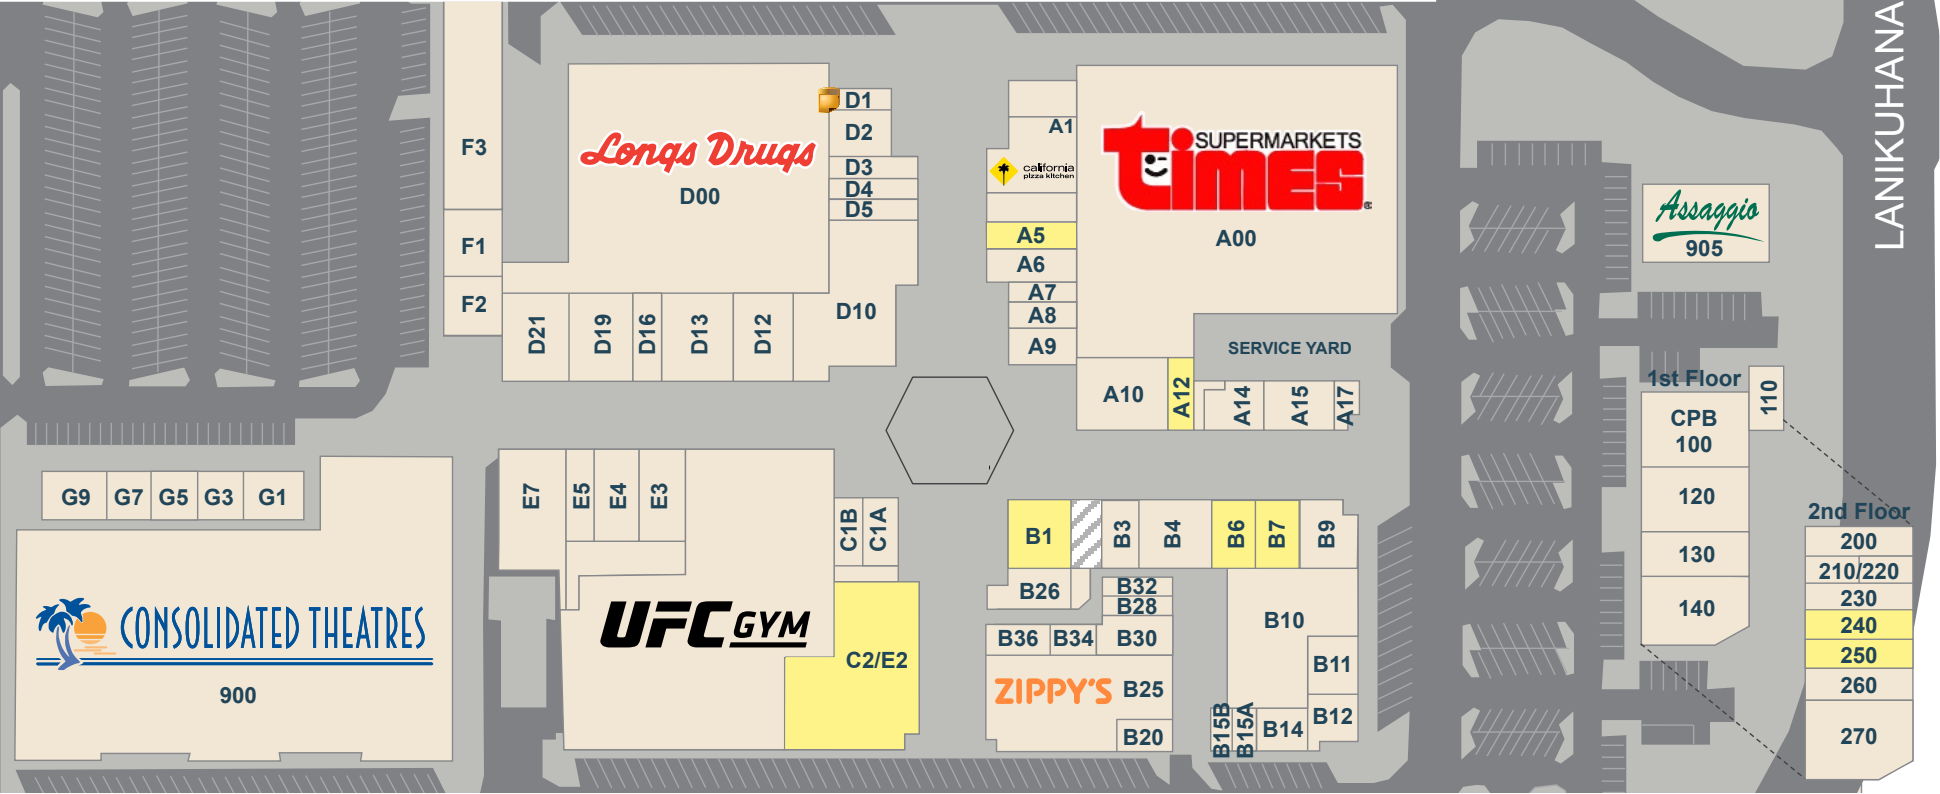 LANIKUHANA
F3
F1
F2
Longs Drugs
D00
D1
D2
D3
D4
D5
D10
D21
D19
D16
D13
D12
A1
california
pizza kitchen
A5
A6
A7
A8
A9
SUPERMARKETS
TIMES
A00
SERVICE YARD
A10
A12
A14
A15
A17
Assaggio
905
1st Floor
110
CPB
100
120
130
140
2nd Floor
200
210/220
230
240
250
260
270
G9
G7
G5
G3
G1
CONSOLIDATED THEATRES
900
E7
E5
E4
E3
UFC GYM
C1B
C1A
C2/E2
B1
B3
B4
B6
B7
B9
B26
B32
B28
B36
B34
B30
ZIPPY'S
B25
B20
B10
B11
B12
B15B
B15A
B14